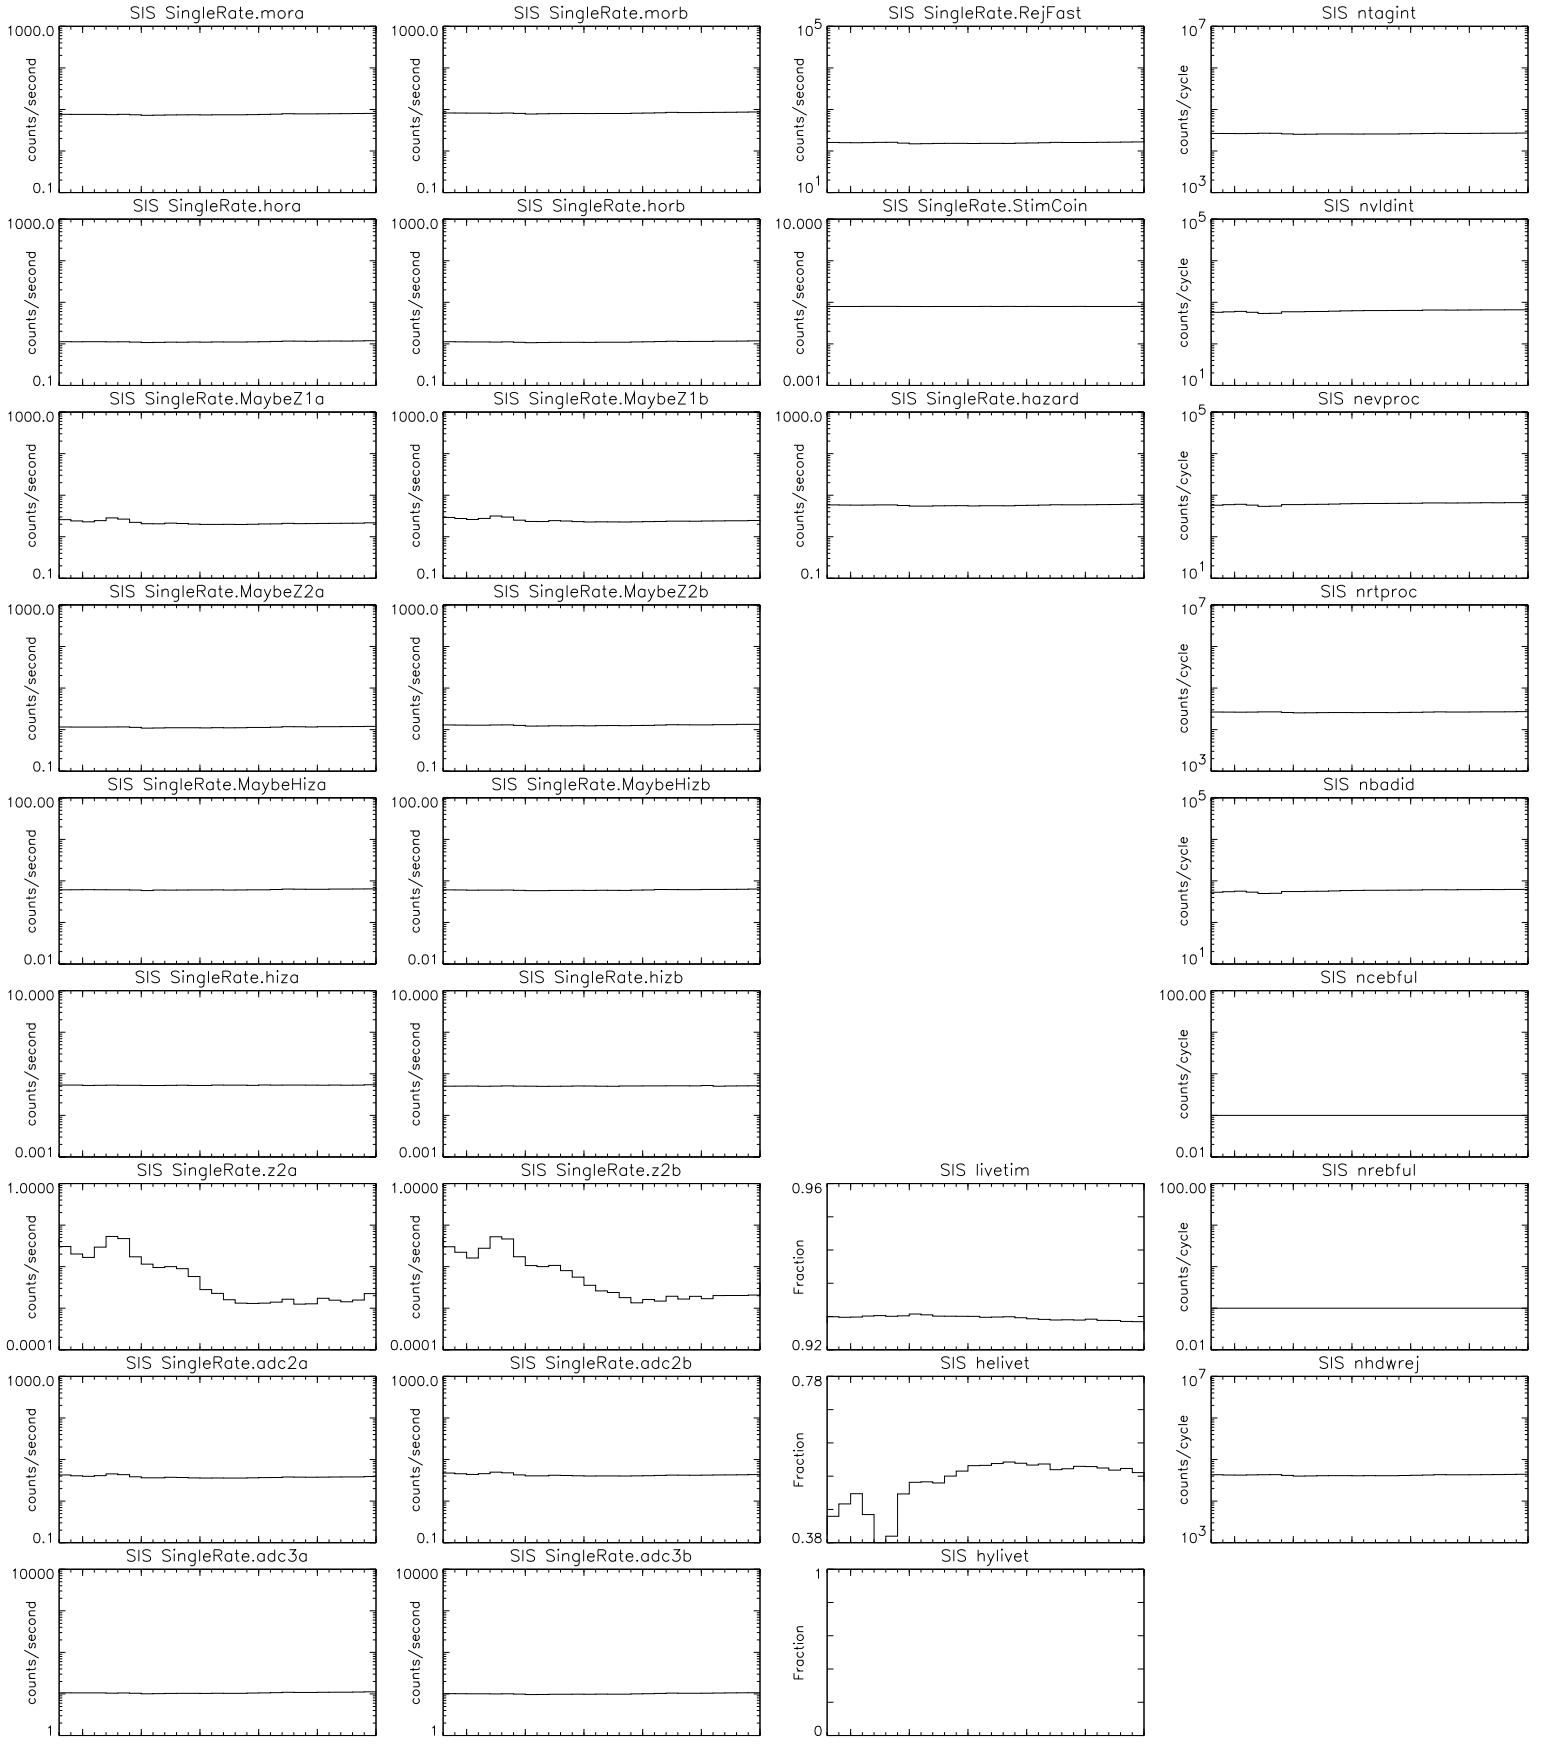 SIS SingleRate.mora
1000.0
counts/second
0.1
SIS SingleRate.morb
1000.0
counts/second
0.1
SIS SingleRate.RejFast
10^5
counts/second
10^1
SIS ntagint
10^7
counts/cycle
10^3
SIS SingleRate.hora
1000.0
counts/second
0.1
SIS SingleRate.horb
1000.0
counts/second
0.1
SIS SingleRate.StimCoin
10.000
counts/second
0.001
SIS nvldint
10^5
counts/cycle
10^1
SIS SingleRate.MaybeZ1a
1000.0
counts/second
0.1
SIS SingleRate.MaybeZ1b
1000.0
counts/second
0.1
SIS SingleRate.hazard
1000.0
counts/second
0.1
SIS nevproc
10^5
counts/cycle
10^1
SIS SingleRate.MaybeZ2a
1000.0
counts/second
0.1
SIS SingleRate.MaybeZ2b
1000.0
counts/second
0.1
SIS nrtproc
10^7
counts/cycle
10^3
SIS SingleRate.MaybeHiza
100.00
counts/second
0.01
SIS SingleRate.MaybeHizb
100.00
counts/second
0.01
SIS nbadid
10^5
counts/cycle
10^1
SIS SingleRate.hiza
10.000
counts/second
0.001
SIS SingleRate.hizb
10.000
counts/second
0.001
SIS ncebful
100.00
counts/cycle
0.01
SIS SingleRate.z2a
1.0000
counts/second
0.0001
SIS SingleRate.z2b
1.0000
counts/second
0.0001
SIS livetim
0.96
Fraction
0.92
SIS nrebful
100.00
counts/cycle
0.01
SIS SingleRate.adc2a
1000.0
counts/second
0.1
SIS SingleRate.adc2b
1000.0
counts/second
0.1
SIS helivet
0.78
Fraction
0.38
SIS nhdwrej
10^7
counts/cycle
10^3
SIS SingleRate.adc3a
10000
counts/second
1
SIS SingleRate.adc3b
10000
counts/second
1
SIS hylivet
1
Fraction
0